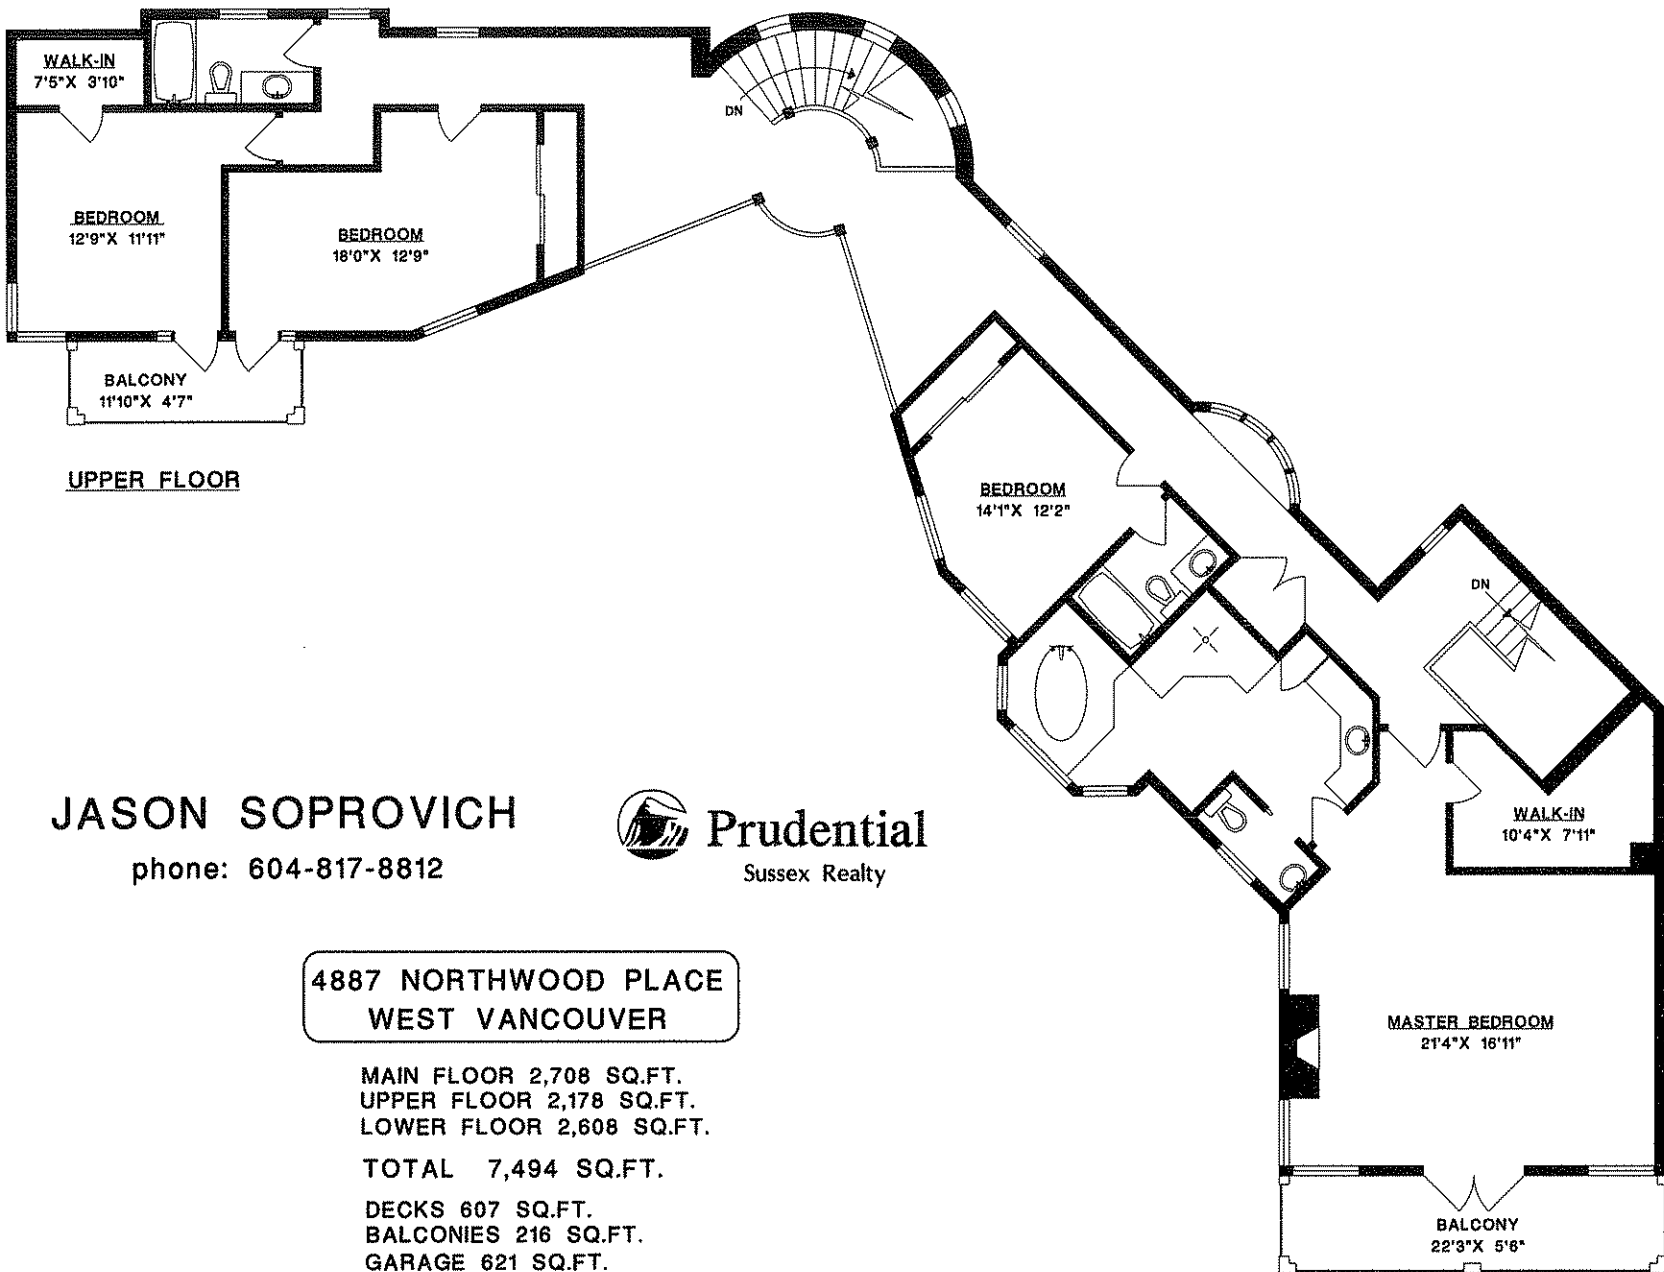 WALK-IN
7'5"X 3'10"
DN
BEDROOM
12'9"X 11'11"
BEDROOM
18'0"X 12'9"
BALCONY
11'10"X 4'7"
UPPER FLOOR
BEDROOM
14'1"X 12'2"
DN
WALK-IN
10'4"X 7'11"
JASON SOPROVICH
phone: 604-817-8812
Prudential
Sussex Realty
4887 NORTHWOOD PLACE
WEST VANCOUVER
MAIN FLOOR 2,708 SQ.FT.
UPPER FLOOR 2,178 SQ.FT.
LOWER FLOOR 2,608 SQ.FT.
TOTAL 7,494 SQ.FT.
DECKS 607 SQ.FT.
BALCONIES 216 SQ.FT.
GARAGE 621 SQ.FT.
MASTER BEDROOM
21'4"X 16'11"
BALCONY
22'3"X 5'6"